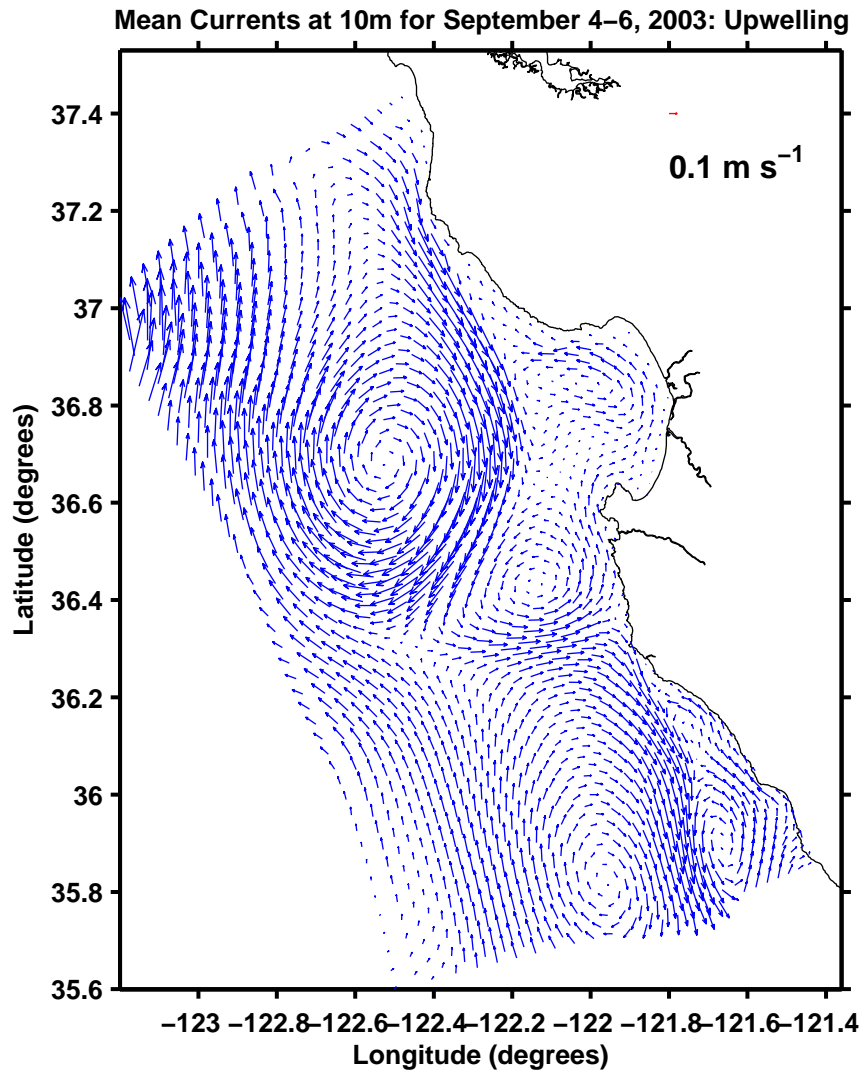 Mean Currents at 10m for September 4–6, 2003: Upwelling
37.4
0.1 m s⁻¹
37.2
37
36.8
36.6
36.4
36.2
36
35.8
35.6
Latitude (degrees)
−123 −122.8 −122.6 −122.4 −122.2 −122 −121.8 −121.6 −121.4
Longitude (degrees)